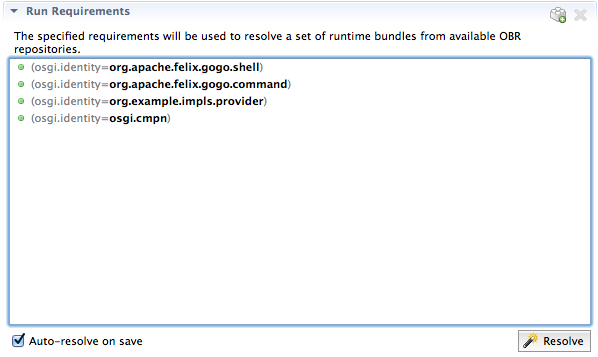 Run Requirements
The specified requirements will be used to resolve a set of runtime bundles from available OBR
repositories.
(osgi.identity=org.apache.felix.gogo.shell)
(osgi.identity=org.apache.felix.gogo.command)
(osgi.identity=org.example.impls.provider)
(osgi.identity=osgi.cmpn)
Auto-resolve on save
Resolve